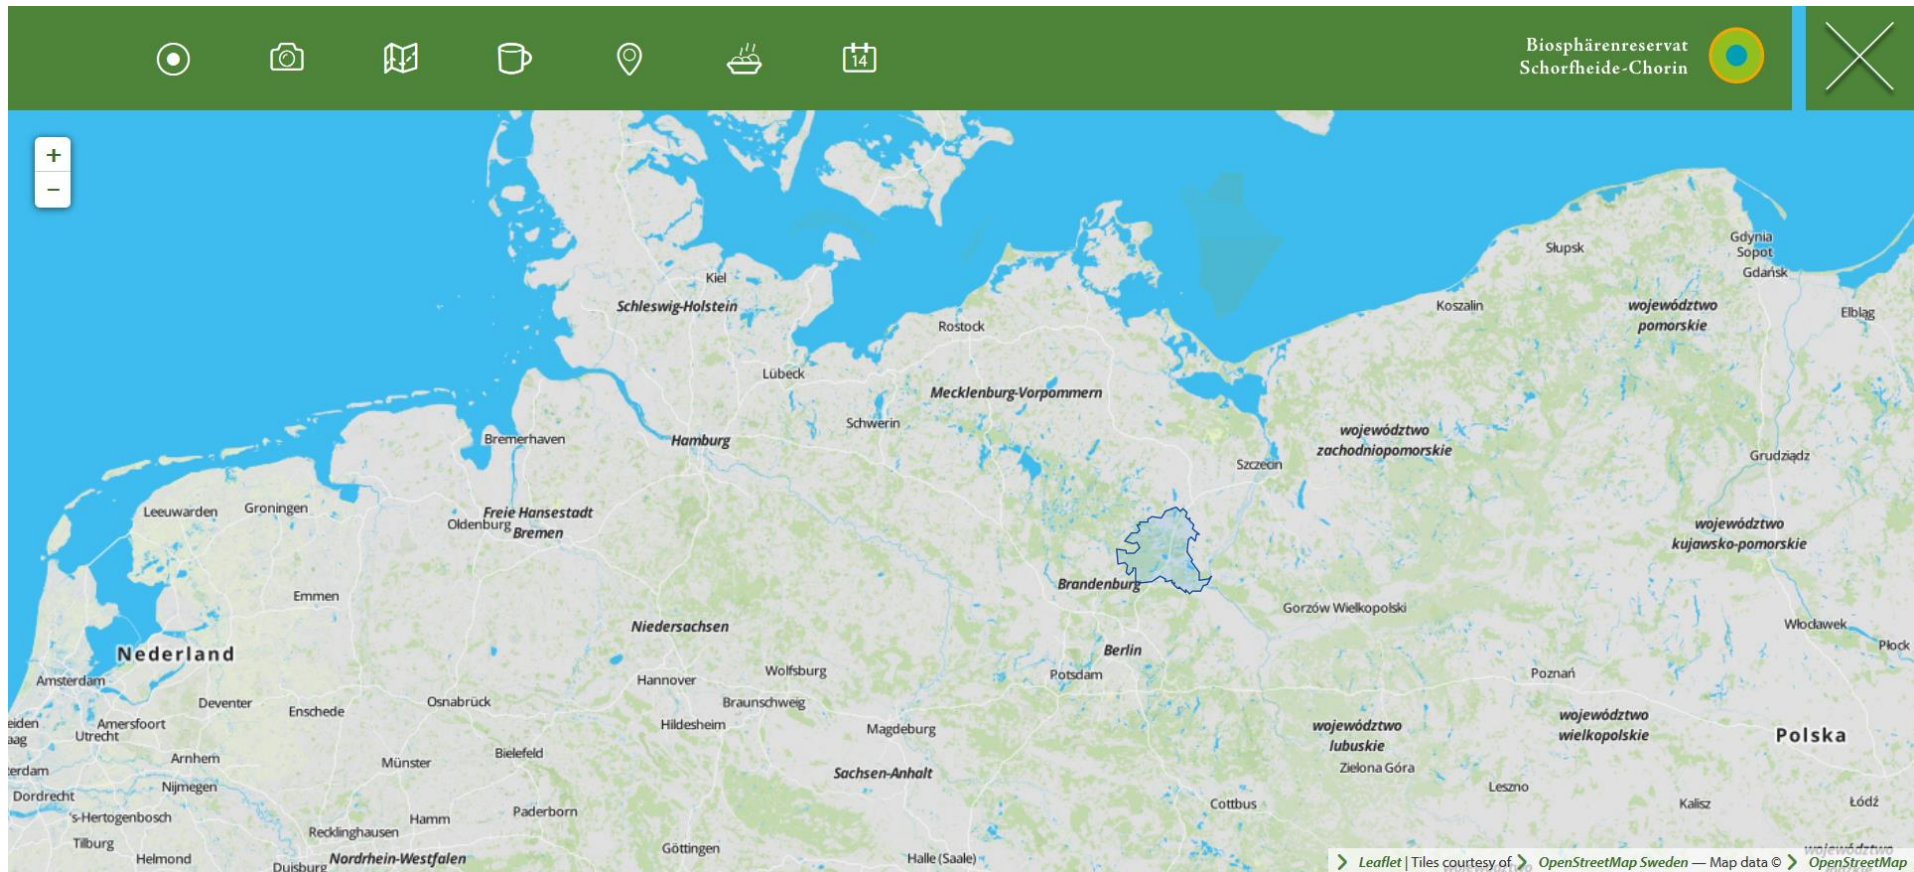 14
Biosphärenreservat
Schorfheide-Chorin
+
−
Gdynia
Sopot
Słupsk
Gdańsk
Kiel
Schleswig-Holstein
Koszalin
województwo
pomorskie
Elbląg
Rostock
Lübeck
Mecklenburg-Vorpommern
Schwerin
Bremerhaven
Hamburg
województwo
zachodniopomorskie
Szczecin
Grudziądz
Leeuwarden
Groningen
Freie Hansestadt
Bremen
Oldenburg
województwo
kujawsko-pomorskie
Brandenburg
Emmen
Gorzów Wielkopolski
Włocławek
Niedersachsen
Płock
Nederland
Berlin
Amsterdam
Hannover
Wolfsburg
Potsdam
Poznań
Deventer
Enschede
Osnabrück
Braunschweig
eiden
aag
Amersfoort
Utrecht
Hildesheim
Magdeburg
województwo
lubuskie
województwo
wielkopolskie
Polska
Arnhem
Münster
Bielefeld
terdam
Sachsen-Anhalt
Zielona Góra
Nijmegen
Leszno
Dordrecht
Cottbus
Kalisz
Łódź
's-Hertogenbosch
Hamm
Paderborn
Recklinghausen
Tilburg
Göttingen
Helmond
Duisburg
Nordrhein-Westfalen
Halle (Saale)
województwo
Leaflet | Tiles courtesy of OpenStreetMap Sweden — Map data © OpenStreetMap